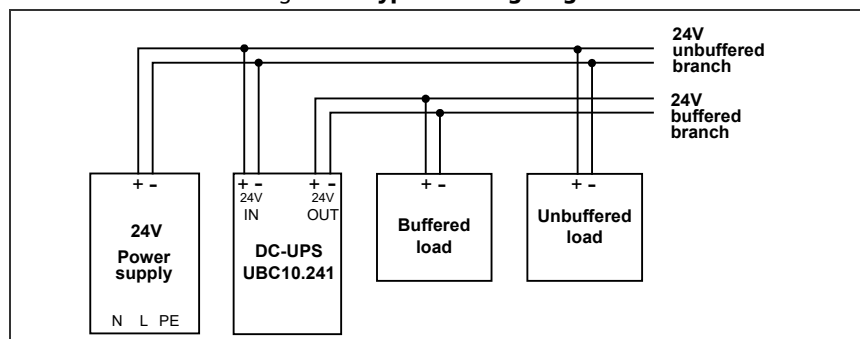 24V
unbuffered
branch
24V
buffered
branch
+ -
24V
Power
supply
N L PE
+ - + -
24V 24V
IN OUT
DC-UPS
UBC10.241
+ -
Buffered
load
+ -
Unbuffered
load